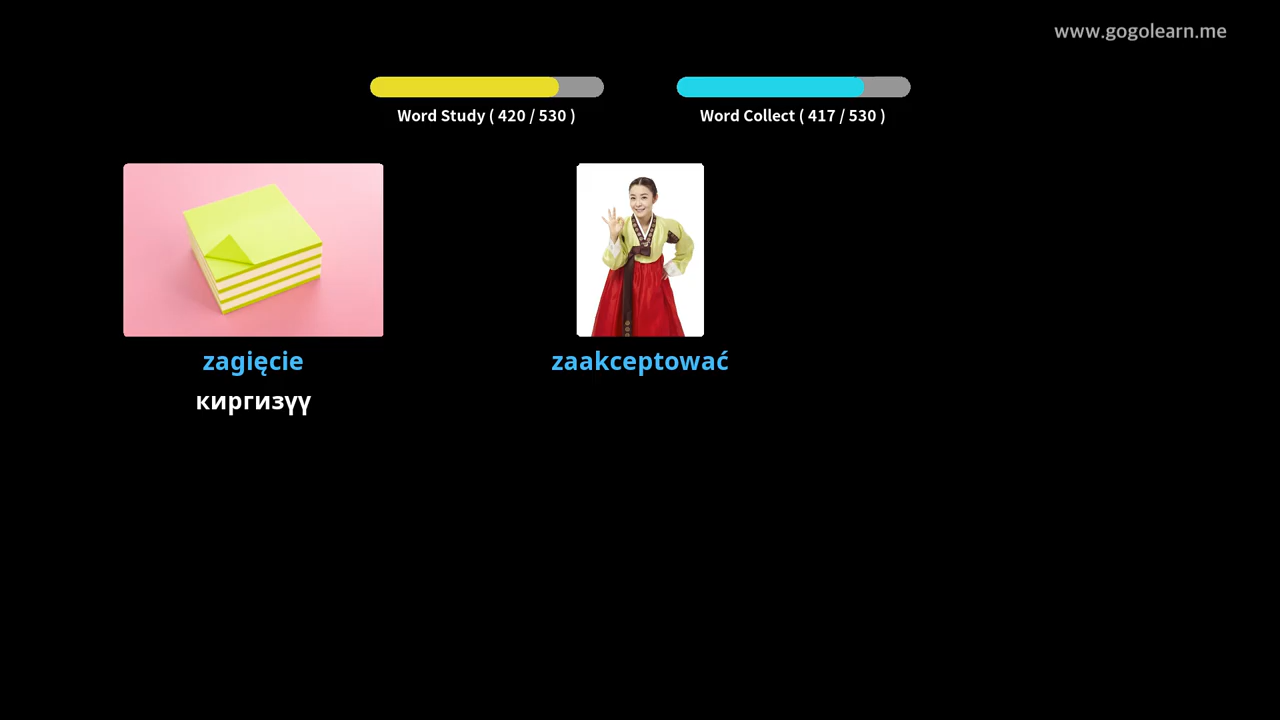 www.gogolearn.me
Word Study ( 420 / 530 )
Word Collect ( 417 / 530 )
zagięcie
киргизүү
zaakceptować